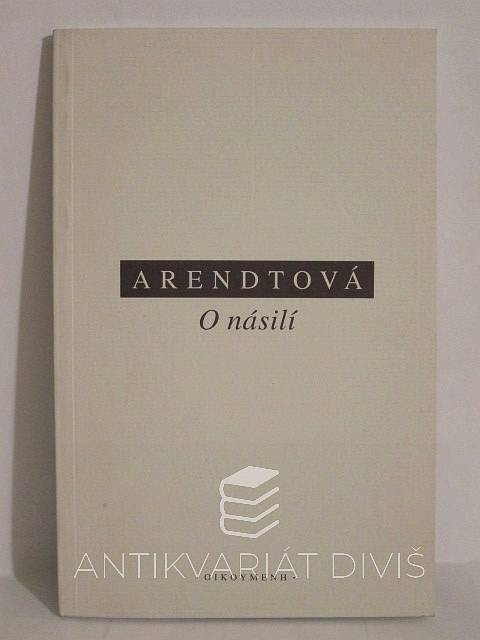 ARENDTOVÁ
O násilí
ANTIKVARIÁT DIVIŠ
OIKOYMENH